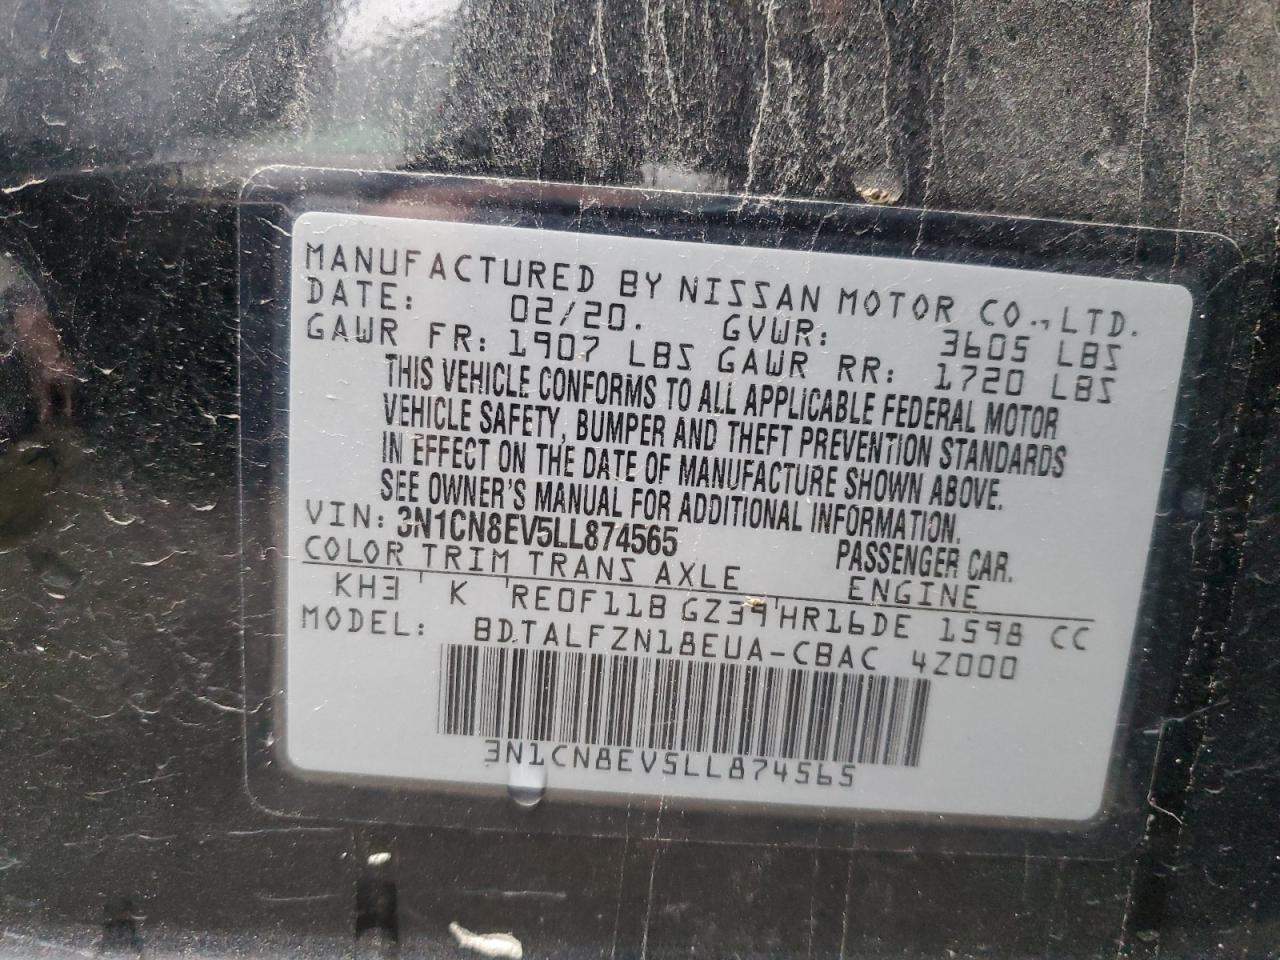 MANUFACTURED BY NISSAN MOTOR CO., LTD.
DATE: 02/20. GVWR: 3605 LBS
GAWR FR: 1907 LBS GAWR RR: 1720 LBS
THIS VEHICLE CONFORMS TO ALL APPLICABLE FEDERAL MOTOR
VEHICLE SAFETY, BUMPER AND THEFT PREVENTION STANDARDS
IN EFFECT ON THE DATE OF MANUFACTURE SHOWN ABOVE.
SEE OWNER'S MANUAL FOR ADDITIONAL INFORMATION.
VIN: 3N1CN8EV5LL874565 PASSENGER CAR.
COLOR TRIM TRANS AXLE ENGINE
KH3 K RE0F11B GZ39 HR16DE 1598 CC
MODEL: BDTALFZN18EUA-CBAC 4Z000
3N1CN8EV5LL874565